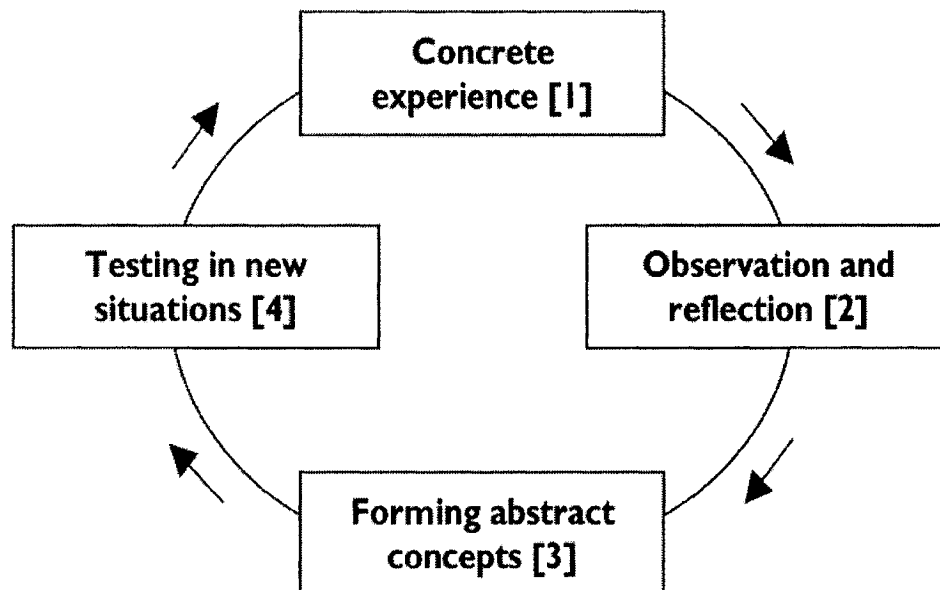 Concrete
experience [1]
Observation and
reflection [2]
Forming abstract
concepts [3]
Testing in new
situations [4]